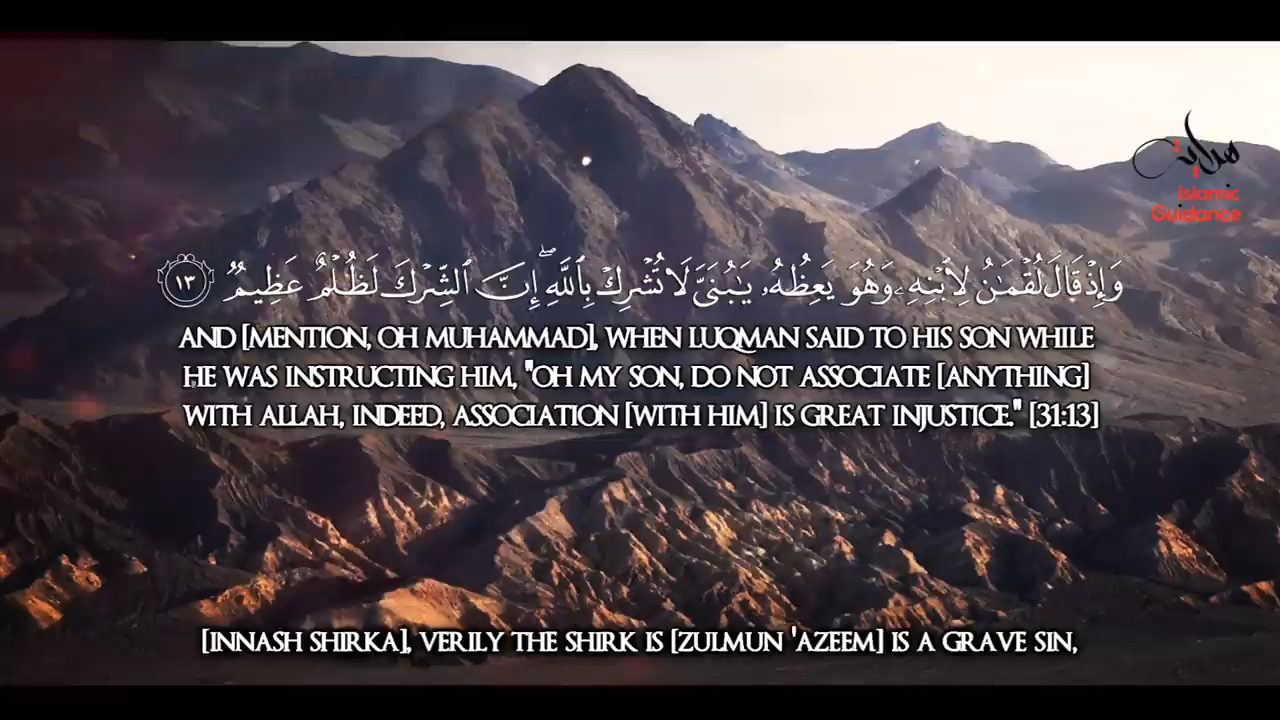 هداية
Islamic
Guidance
وَإِذْ قَالَ لُقْمَـٰنُ لِٱبْنِهِۦ وَهُوَ يَعِظُهُۥ يَـٰبُنَىَّ لَا تُشْرِكْ بِٱللَّهِ ۖ إِنَّ ٱلشِّرْكَ لَظُلْمٌ عَظِيمٌ ١٣
AND [MENTION, OH MUHAMMAD], WHEN LUQMAN SAID TO HIS SON WHILE
HE WAS INSTRUCTING HIM, "OH MY SON, DO NOT ASSOCIATE [ANYTHING]
WITH ALLAH, INDEED, ASSOCIATION [WITH HIM] IS GREAT INJUSTICE." [31:13]
[INNASH SHIRKA], VERILY THE SHIRK IS [ZULMUN 'AZEEM] IS A GRAVE SIN,